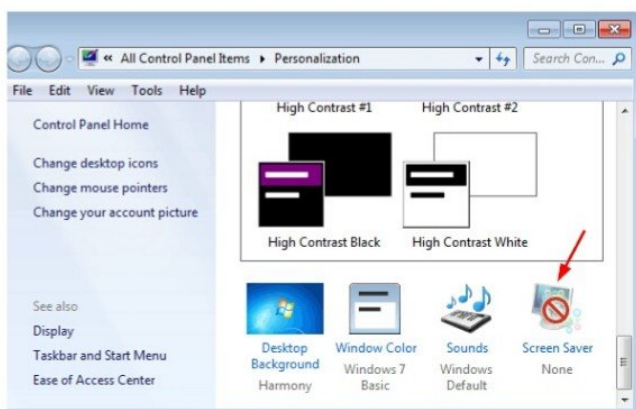 « All Control Panel Items ▸ Personalization
Search Con...
File Edit View Tools Help
Control Panel Home
Change desktop icons
Change mouse pointers
Change your account picture
See also
Display
Taskbar and Start Menu
Ease of Access Center
High Contrast #1 High Contrast #2
High Contrast Black High Contrast White
Desktop
Background
Harmony
Window Color
Windows 7
Basic
Sounds
Windows
Default
Screen Saver
None